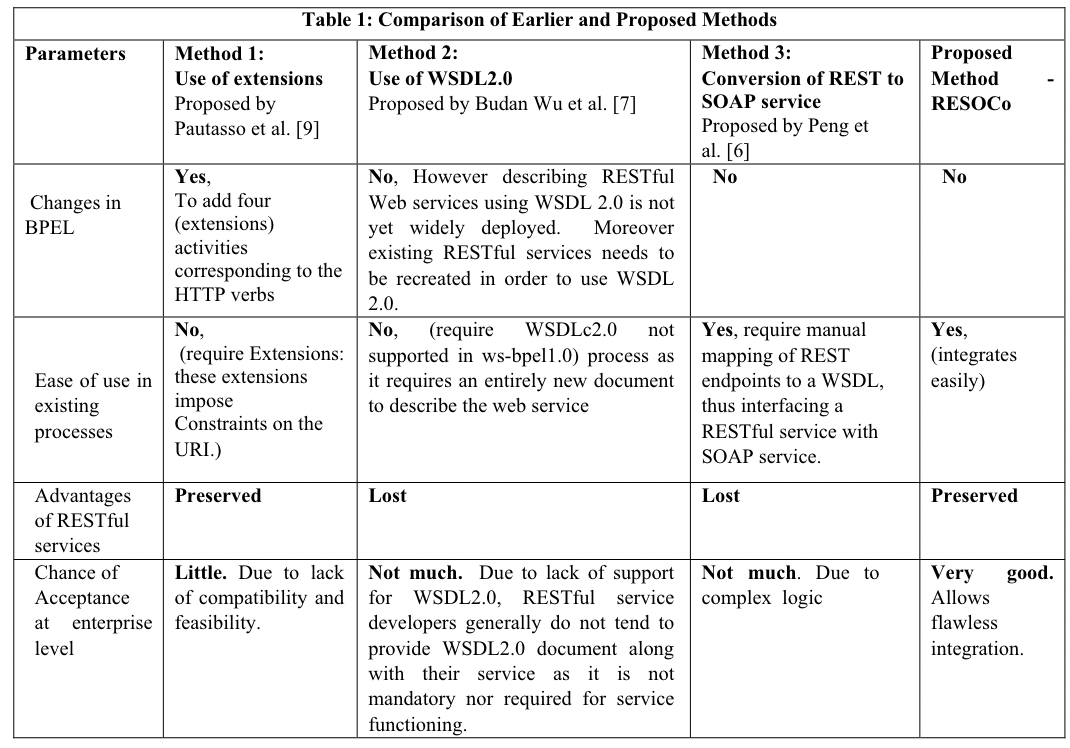 Table 1: Comparison of Earlier and Proposed Methods
Parameters
Method 1:
Use of extensions
Proposed by
Pautasso et al. [9]
Method 2:
Use of WSDL2.0
Proposed by Budan Wu et al. [7]
Method 3:
Conversion of REST to
SOAP service
Proposed by Peng et
al. [6]
Proposed
Method -
RESOCo
Changes in
BPEL
Yes,
To add four
(extensions)
activities
corresponding to the
HTTP verbs
No, However describing RESTful
Web services using WSDL 2.0 is not
yet widely deployed. Moreover
existing RESTful services needs to
be recreated in order to use WSDL
2.0.
No
No
Ease of use in
existing
processes
No,
(require Extensions:
these extensions
impose
Constraints on the
URI.)
No, (require WSDLc2.0 not
supported in ws-bpel1.0) process as
it requires an entirely new document
to describe the web service
Yes, require manual
mapping of REST
endpoints to a WSDL,
thus interfacing a
RESTful service with
SOAP service.
Yes,
(integrates
easily)
Advantages
of RESTful
services
Preserved
Lost
Lost
Preserved
Chance of
Acceptance
at enterprise
level
Little. Due to lack
of compatibility and
feasibility.
Not much. Due to lack of support
for WSDL2.0, RESTful service
developers generally do not tend to
provide WSDL2.0 document along
with their service as it is not
mandatory nor required for service
functioning.
Not much. Due to
complex logic
Very good.
Allows
flawless
integration.